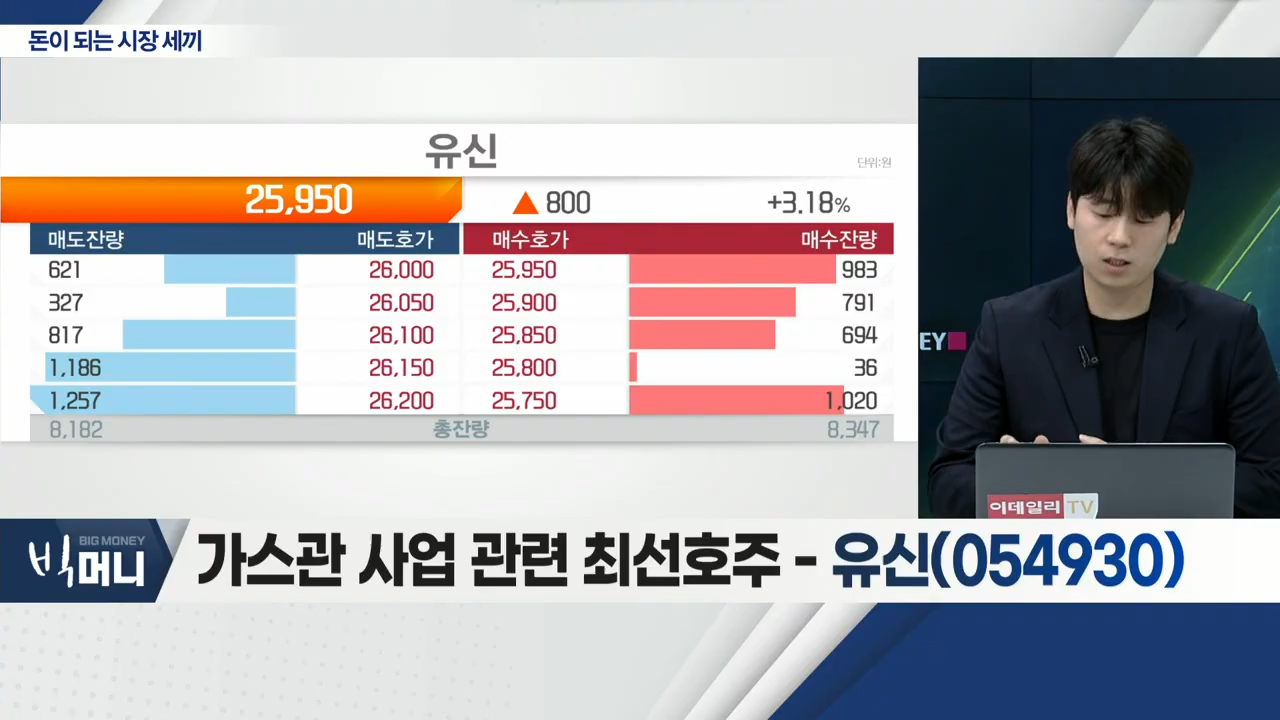 돈이 되는 시장 세끼
유신
단위:원
25,950 ▲ 800 +3.18%
매도잔량 매도호가 매수호가 매수잔량
621 26,000 25,950 983
327 26,050 25,900 791
817 26,100 25,850 694
1,186 26,150 25,800 36
1,257 26,200 25,750 1,020
8,182 총잔량 8,347
EY
이데일리 TV
BIG MONEY
빅머니
가스관 사업 관련 최선호주 - 유신(054930)